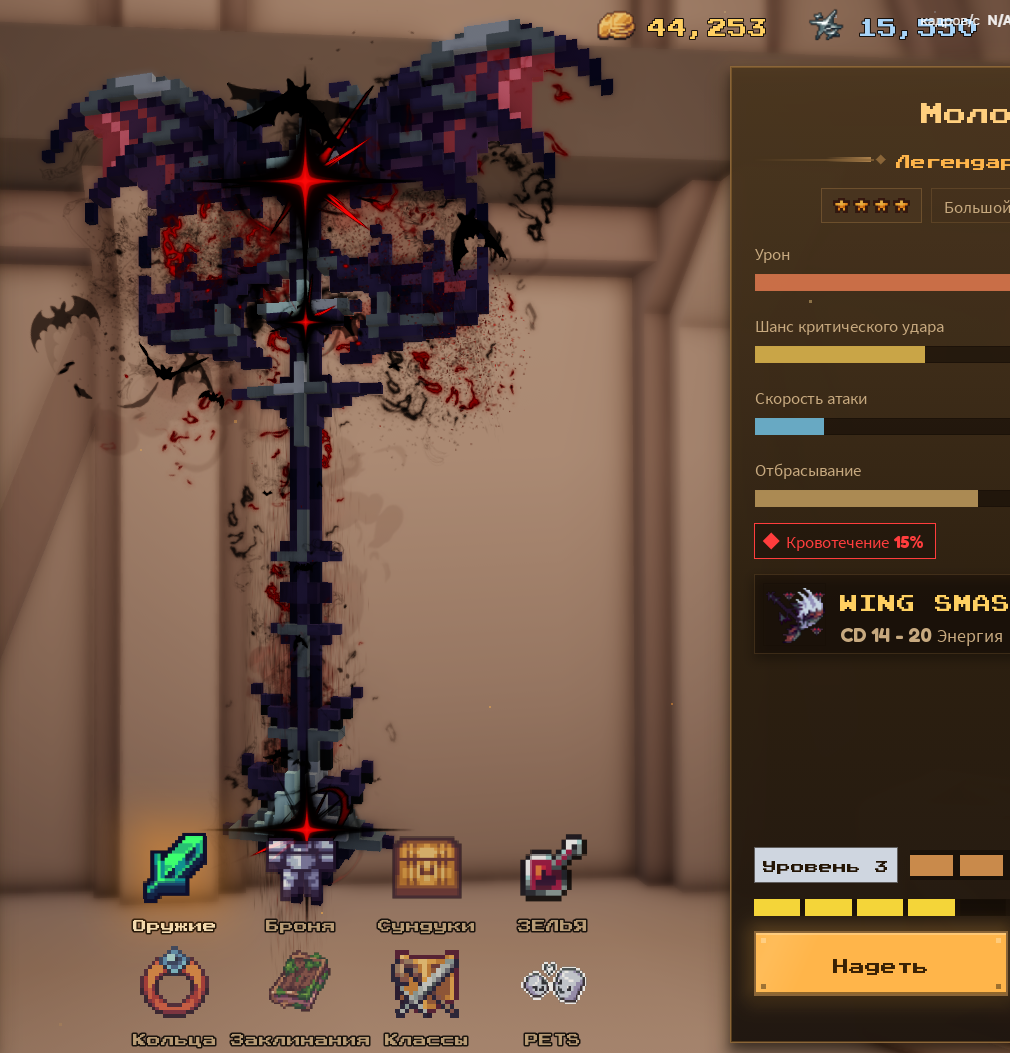 44,253
15,550
кадров/с N/A
Моло
Легендар
Большой
Урон
Шанс критического удара
Скорость атаки
Отбрасывание
Кровотечение 15%
WING SMAS
CD 14 - 20 Энергия
Уровень 3
Надеть
Оружие Броня Сундуки ЗЕЛЬЯ
Кольца Заклинания Классы PETS